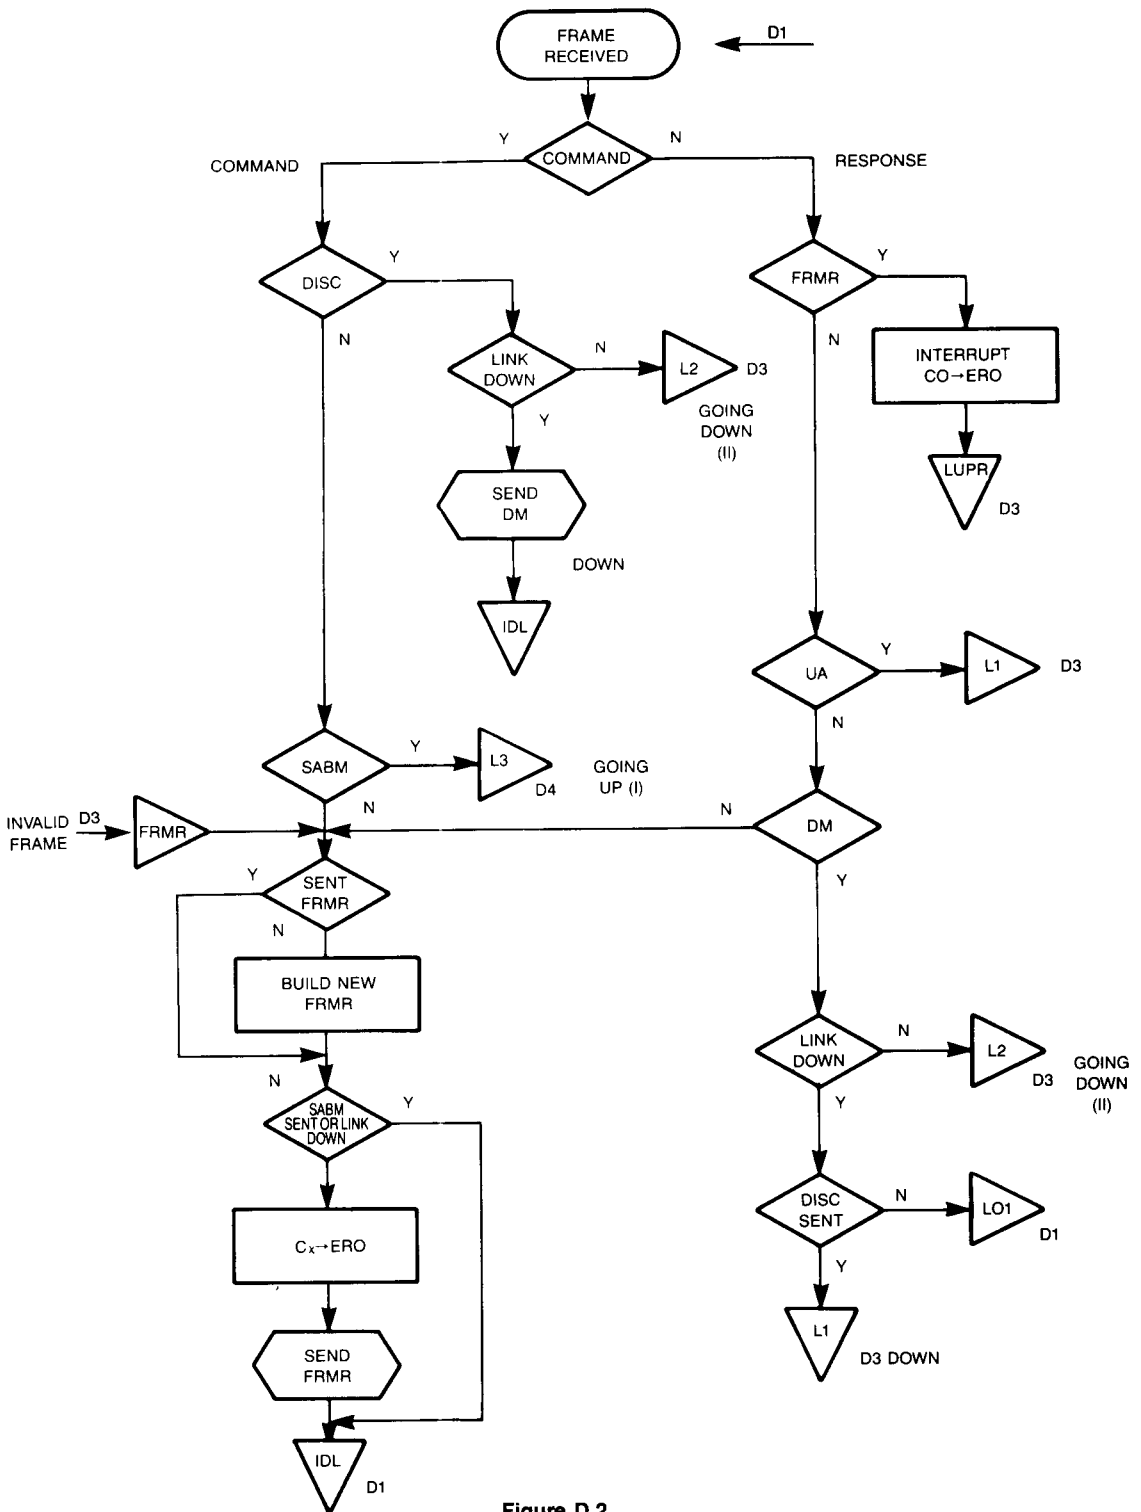 FRAME
RECEIVED
D1
Y
N
COMMAND
COMMAND
RESPONSE
DISC
Y
N
FRMR
Y
N
LINK
DOWN
N
Y
L2
D3
GOING
DOWN
(II)
INTERRUPT
CO→ERO
LUPR
D3
SEND
DM
DOWN
IDL
UA
Y
N
L1
D3
SABM
Y
N
L3
D4
GOING
UP (I)
INVALID
FRAME
D3
FRMR
N
DM
Y
Y
SENT
FRMR
N
BUILD NEW
FRMR
LINK
DOWN
N
Y
L2
D3
GOING
DOWN
(II)
N
SABM
SENT OR LINK
DOWN
Y
DISC
SENT
N
Y
LO1
D1
Cx→ERO
SEND
FRMR
L1
D3 DOWN
IDL
D1
Figure D.2